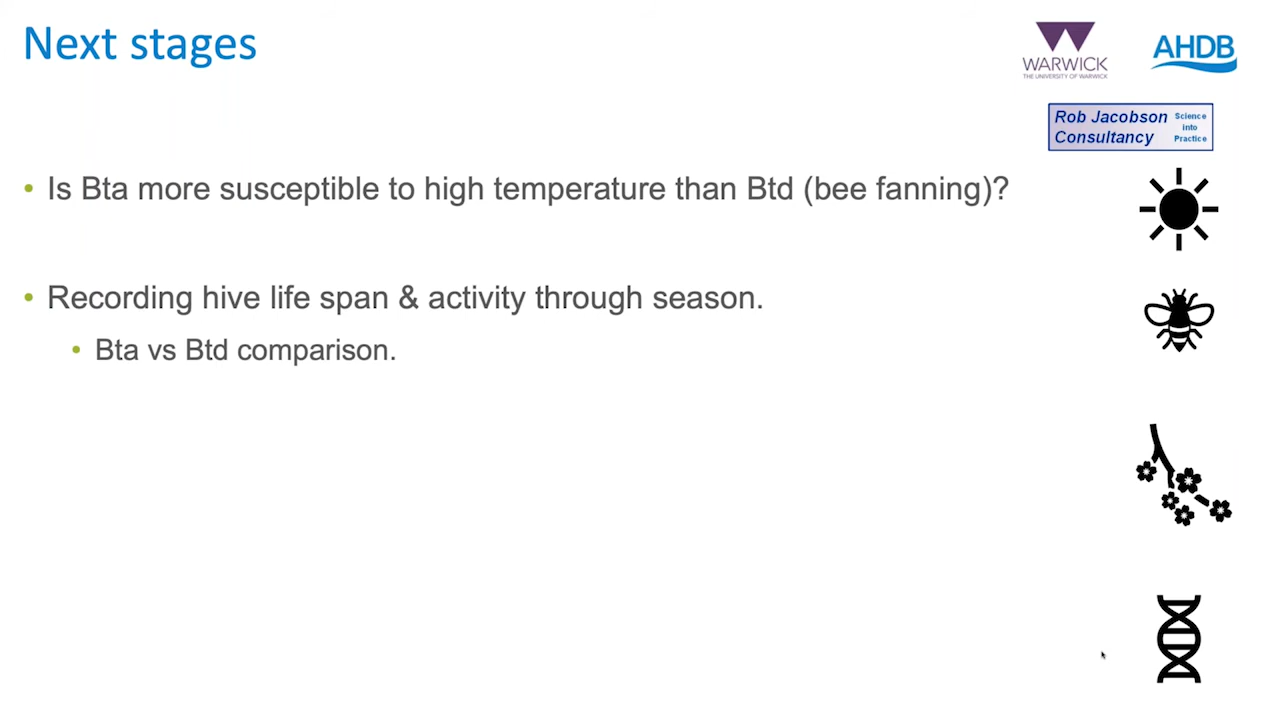 Next stages
WARWICK
THE UNIVERSITY OF WARWICK
AHDB
Rob Jacobson
Consultancy
Science
into
Practice
• Is Bta more susceptible to high temperature than Btd (bee fanning)?
• Recording hive life span & activity through season.
• Bta vs Btd comparison.